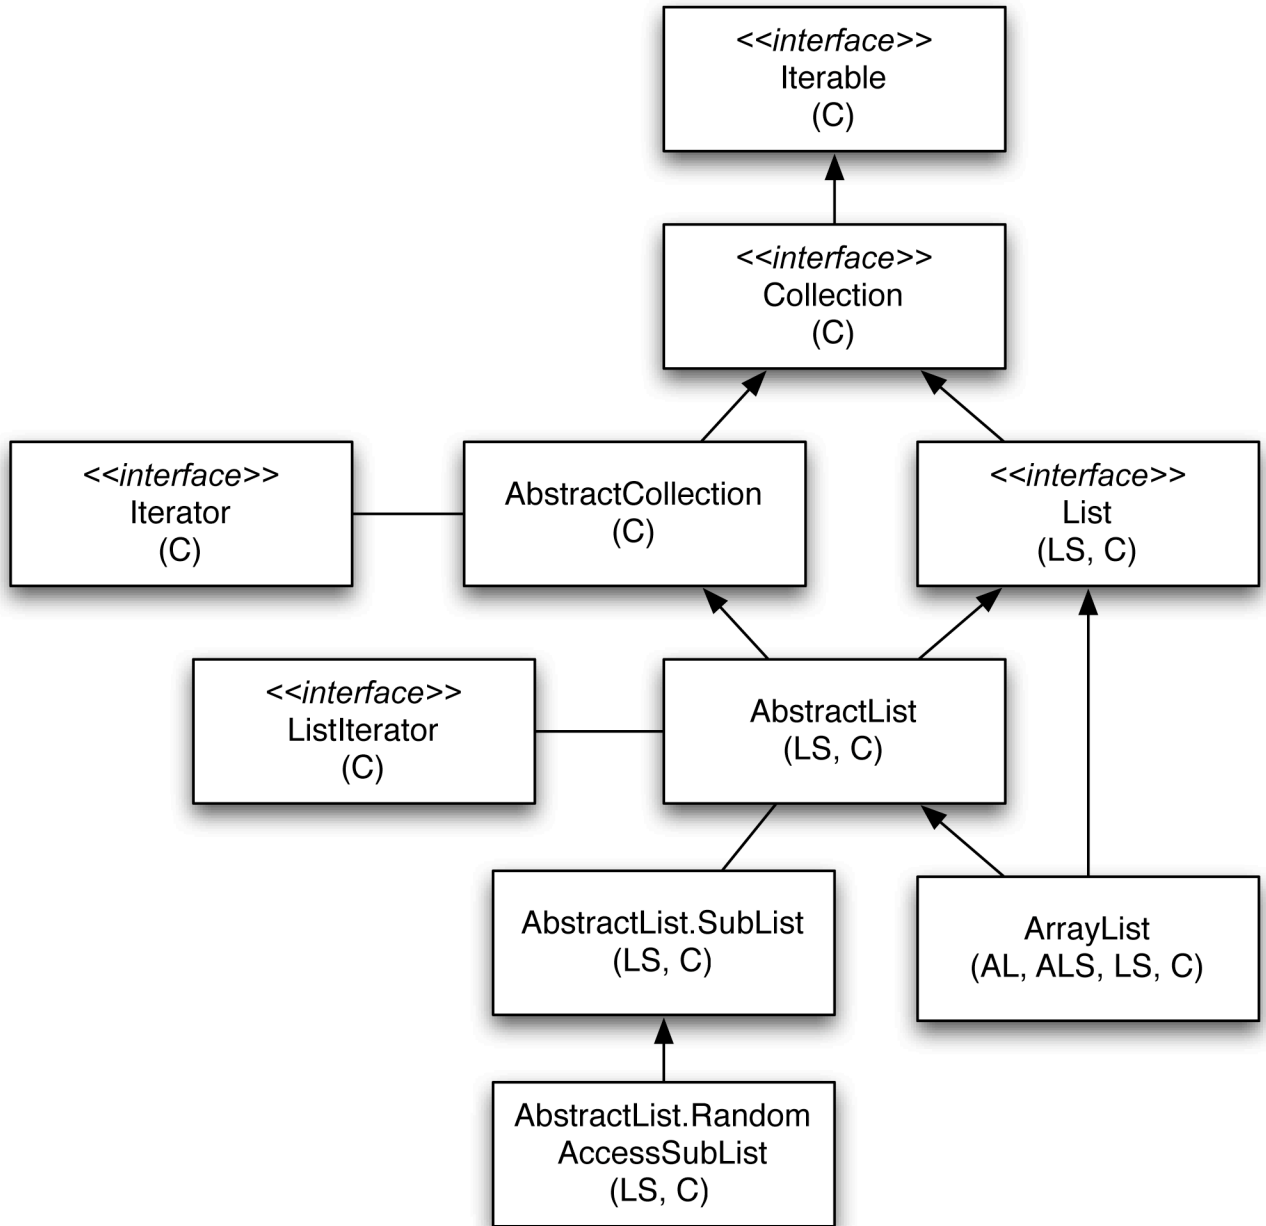 <<interface>>
Iterable
(C)
<<interface>>
Collection
(C)
<<interface>>
Iterator
(C)
AbstractCollection
(C)
<<interface>>
List
(LS, C)
<<interface>>
ListIterator
(C)
AbstractList
(LS, C)
AbstractList.SubList
(LS, C)
ArrayList
(AL, ALS, LS, C)
AbstractList.Random
AccessSubList
(LS, C)